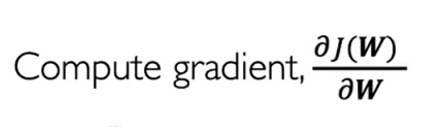 Compute gradient, ∂J(W)/∂W